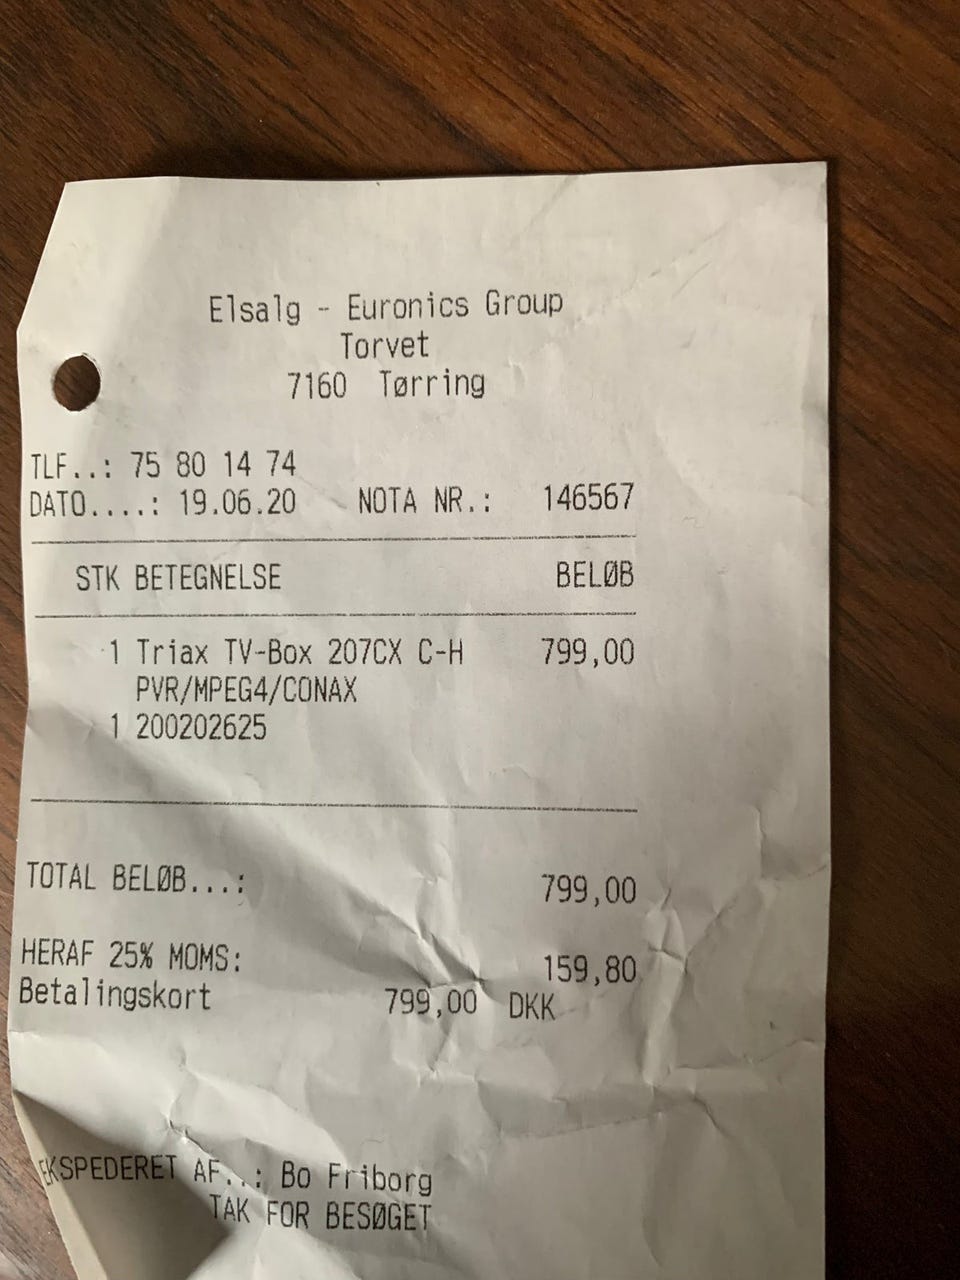 Elsalg - Euronics Group
Torvet
7160 Tørring
TLF..: 75 80 14 74
DATO....: 19.06.20 NOTA NR.: 146567
STK BETEGNELSE BELØB
1 Triax TV-Box 207CX C-H 799,00
PVR/MPEG4/CONAX
1 200202625
TOTAL BELØB...: 799,00
HERAF 25% MOMS: 159,80
Betalingskort 799,00 DKK
EKSPEDERET AF..: Bo Friborg
TAK FOR BESØGET